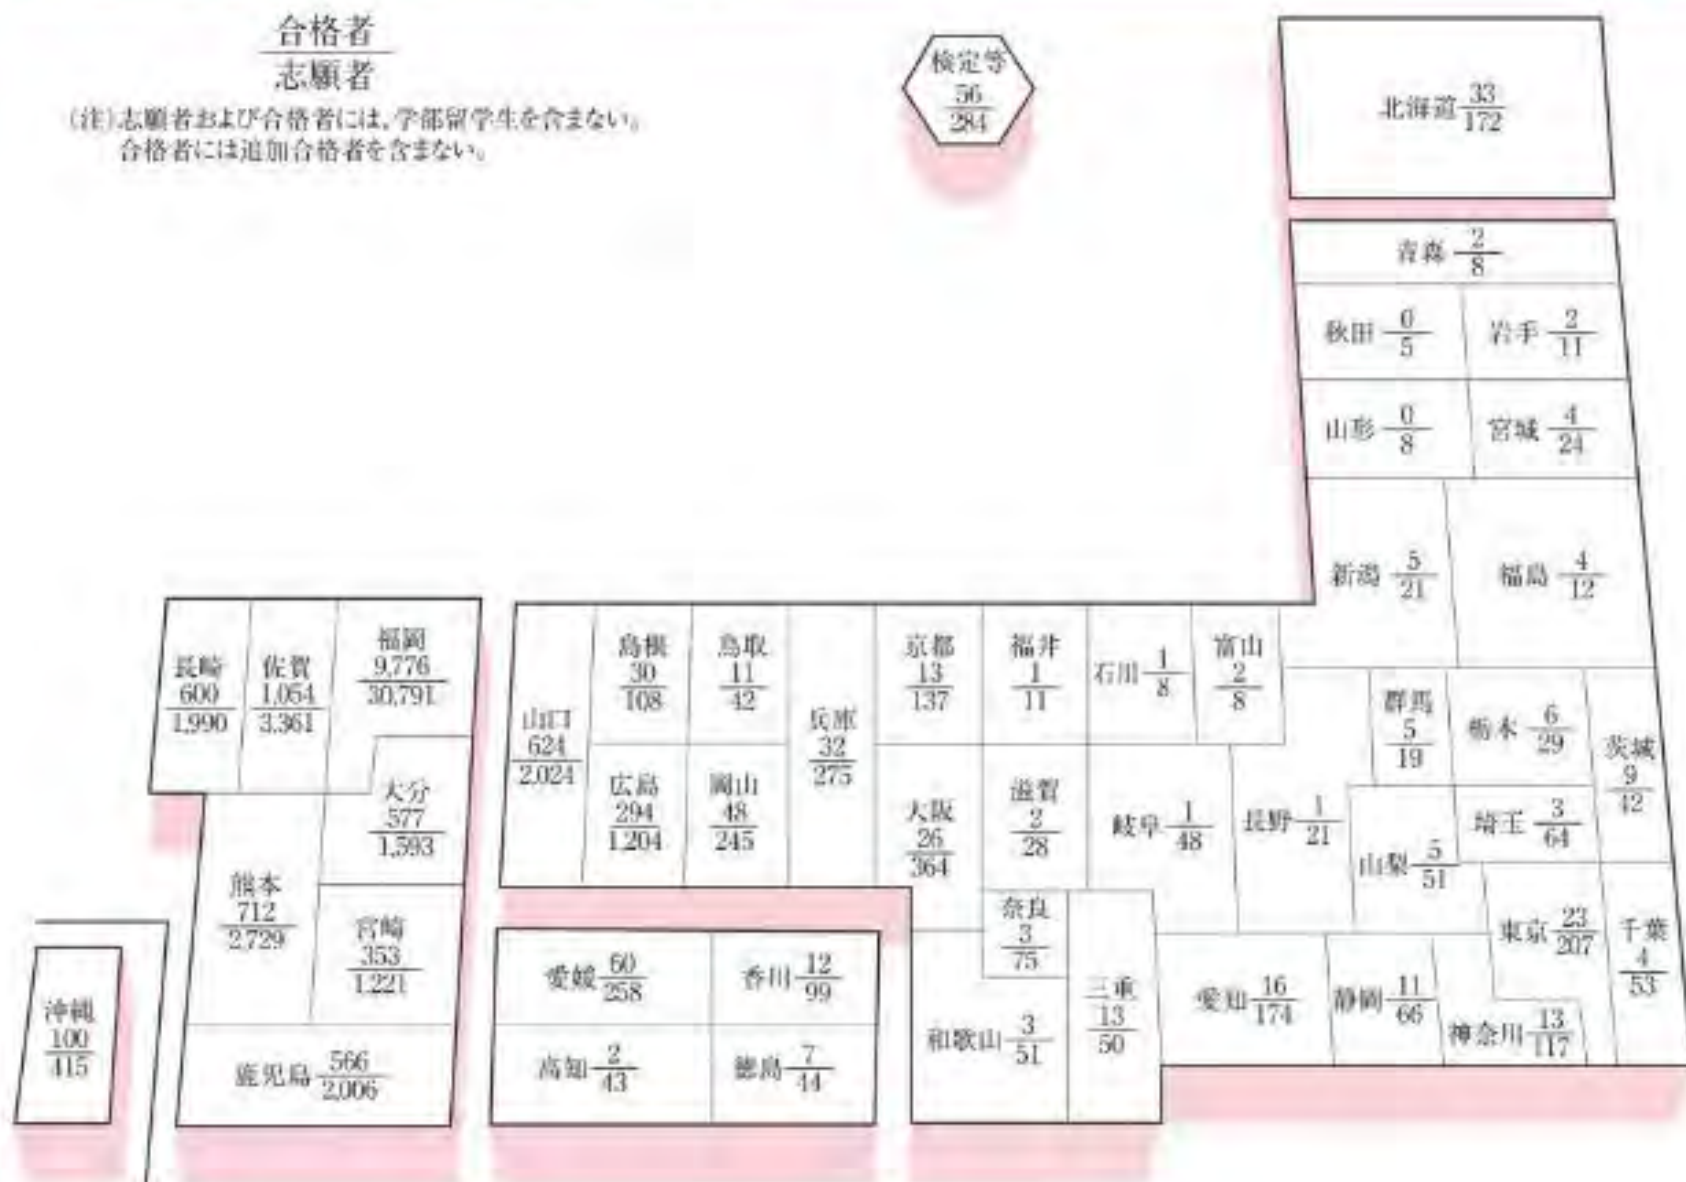 合格者
志願者
(注)志願者および合格者には、学部留学生を含まない。
合格者には追加合格者を含まない。
検定等
56
284
北海道 33
172
青森 2
8
秋田 0
5
岩手 2
11
山形 0
8
宮城 4
24
新潟 5
21
福島 4
12
長崎
600
1,990
佐賀
1,054
3,361
福岡
9,776
30,791
大分
577
1,593
熊本
712
2,729
宮崎
353
1,221
鹿児島 566
2,006
沖縄
100
415
山口
624
2,024
島根
30
108
鳥取
11
42
広島
294
1,204
岡山
48
245
兵庫
32
275
京都
13
137
福井
1
11
石川 1
8
富山
2
8
大阪
26
364
滋賀
2
28
岐阜 1
48
長野 1
21
群馬
5
19
栃木 6
29
茨城
9
42
埼玉 3
64
山梨 5
51
奈良
3
75
和歌山 3
51
三重
13
50
愛知 16
174
静岡 11
66
東京 23
207
神奈川 13
117
千葉
4
53
愛媛 60
258
香川 12
99
高知 2
43
徳島 7
44